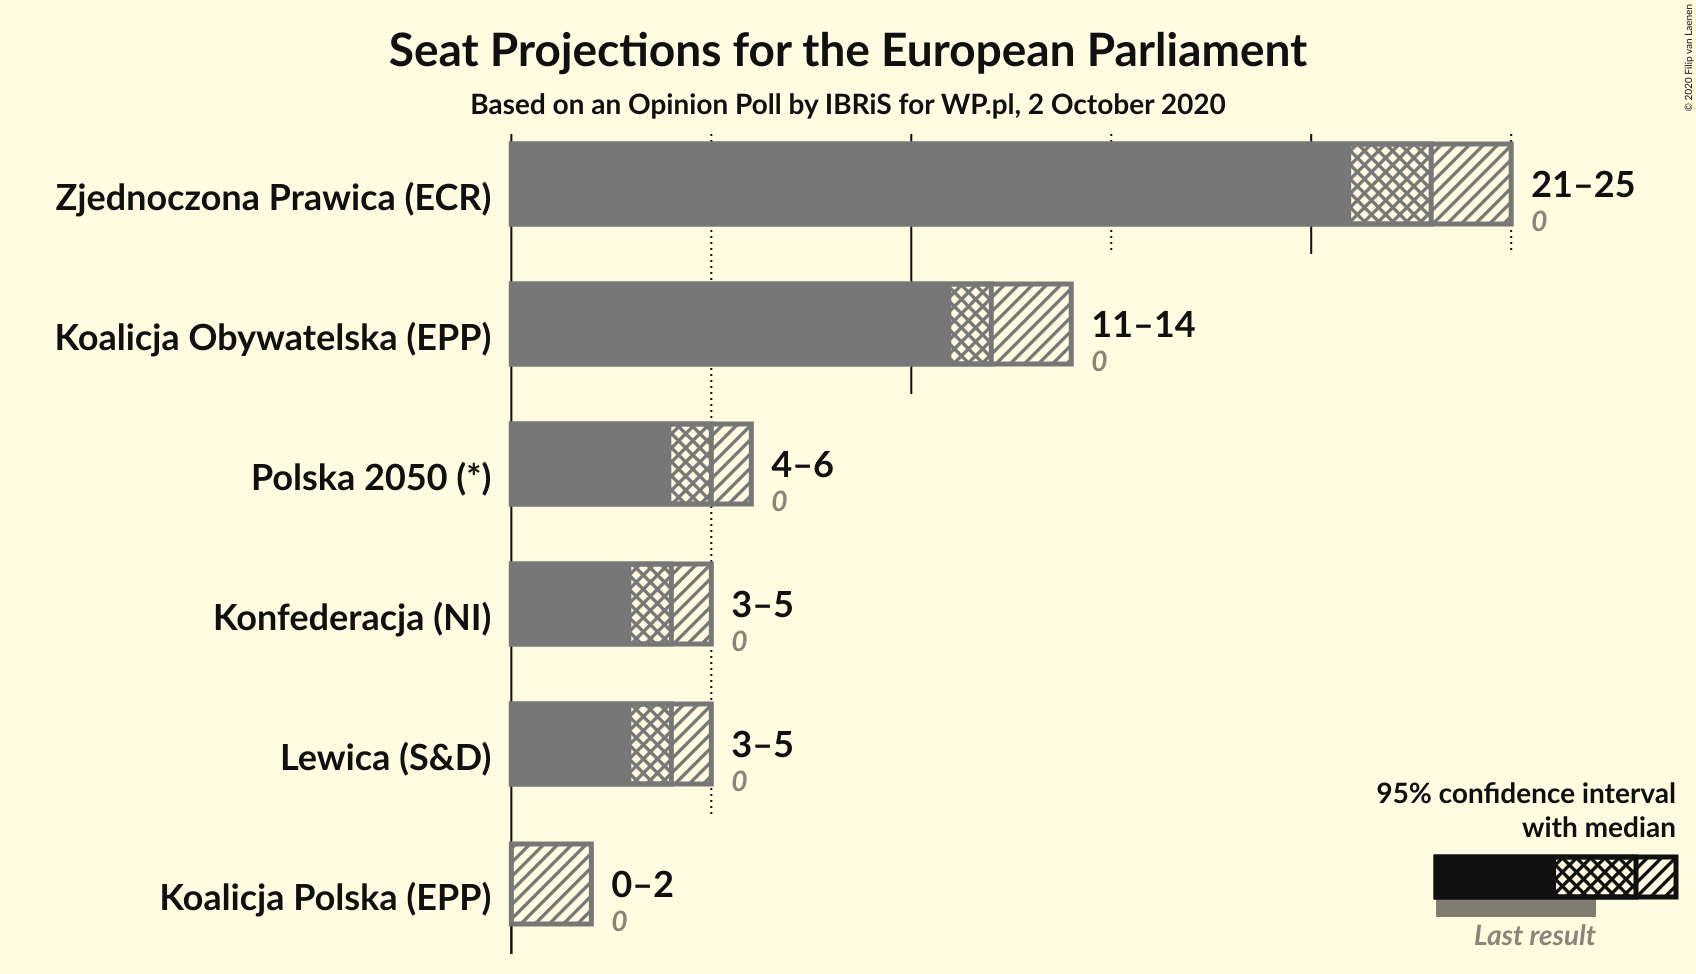 Seat Projections for the European Parliament
Based on an Opinion Poll by IBRiS for WP.pl, 2 October 2020
© 2020 Filip van Laenen
Zjednoczona Prawica (ECR)
21–25
0
Koalicja Obywatelska (EPP)
11–14
0
Polska 2050 (*)
4–6
0
Konfederacja (NI)
3–5
0
Lewica (S&D)
3–5
0
Koalicja Polska (EPP)
0–2
0
95% confidence interval
with median
Last result